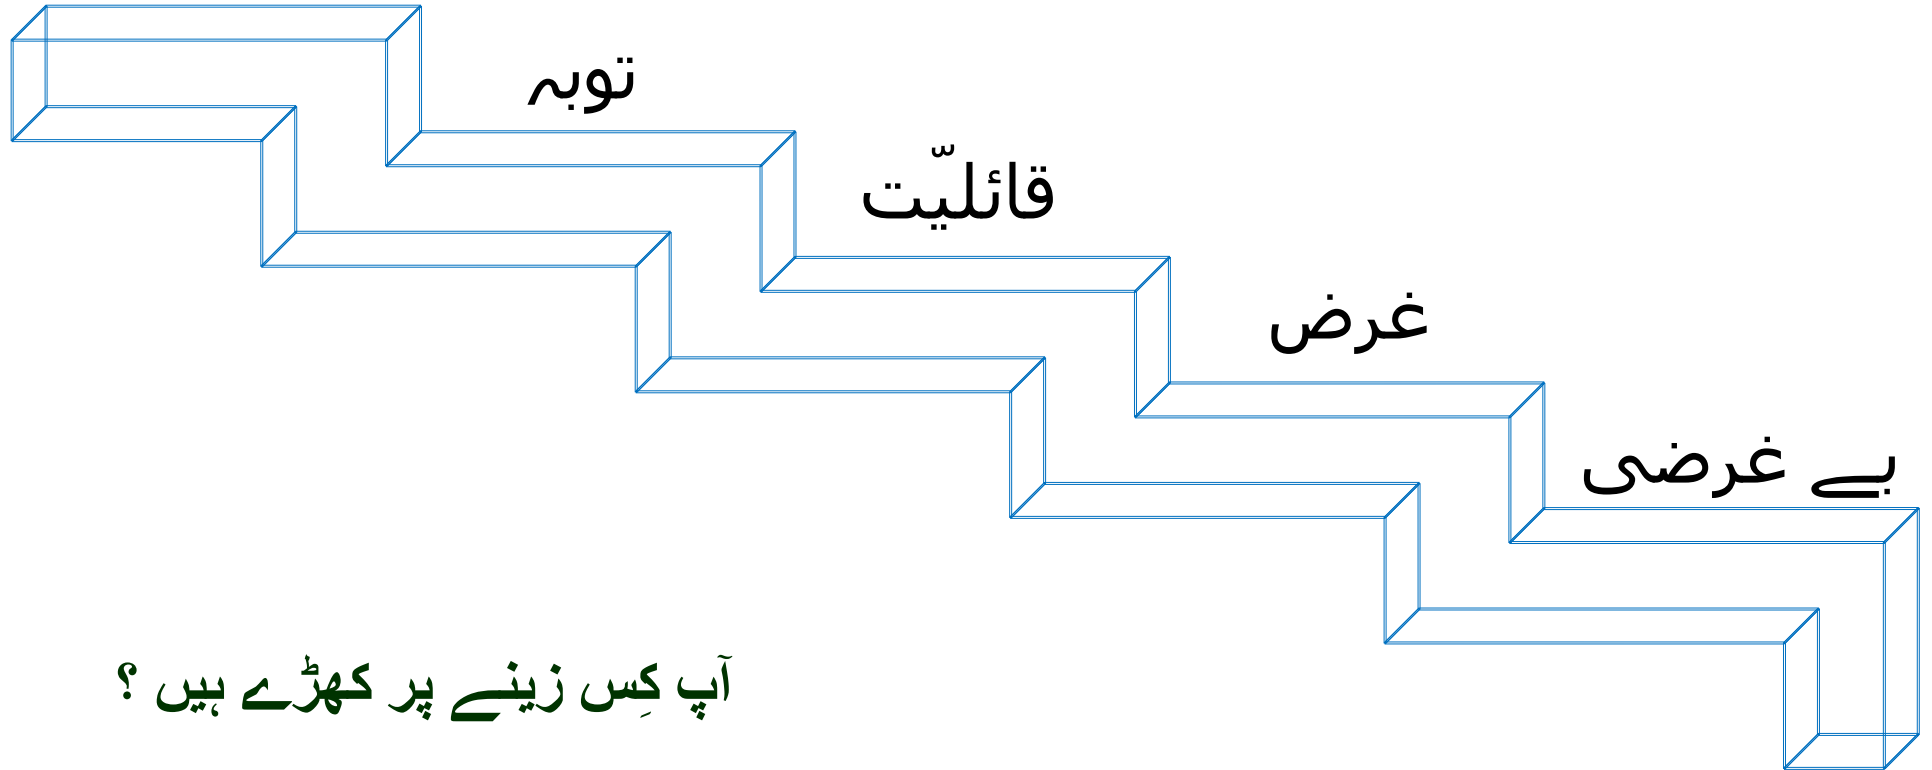 توبہ
قائلیّت
غرض
بے غرضی
آپ کِس زینے پر کھڑے ہیں ؟